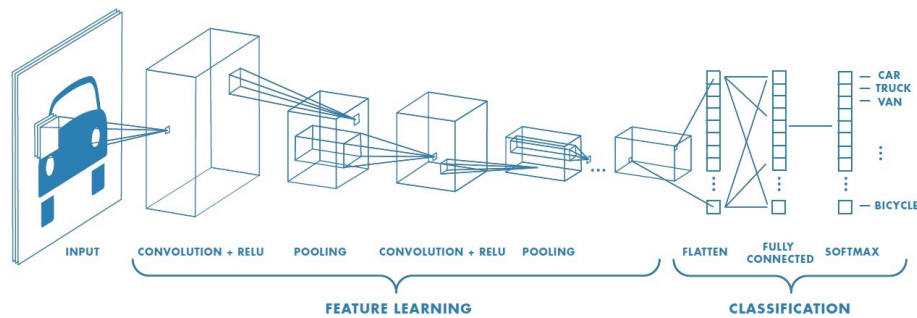 CAR
TRUCK
VAN
BICYCLE
INPUT
CONVOLUTION + RELU
POOLING
CONVOLUTION + RELU
POOLING
FLATTEN
FULLY
CONNECTED
SOFTMAX
FEATURE LEARNING
CLASSIFICATION